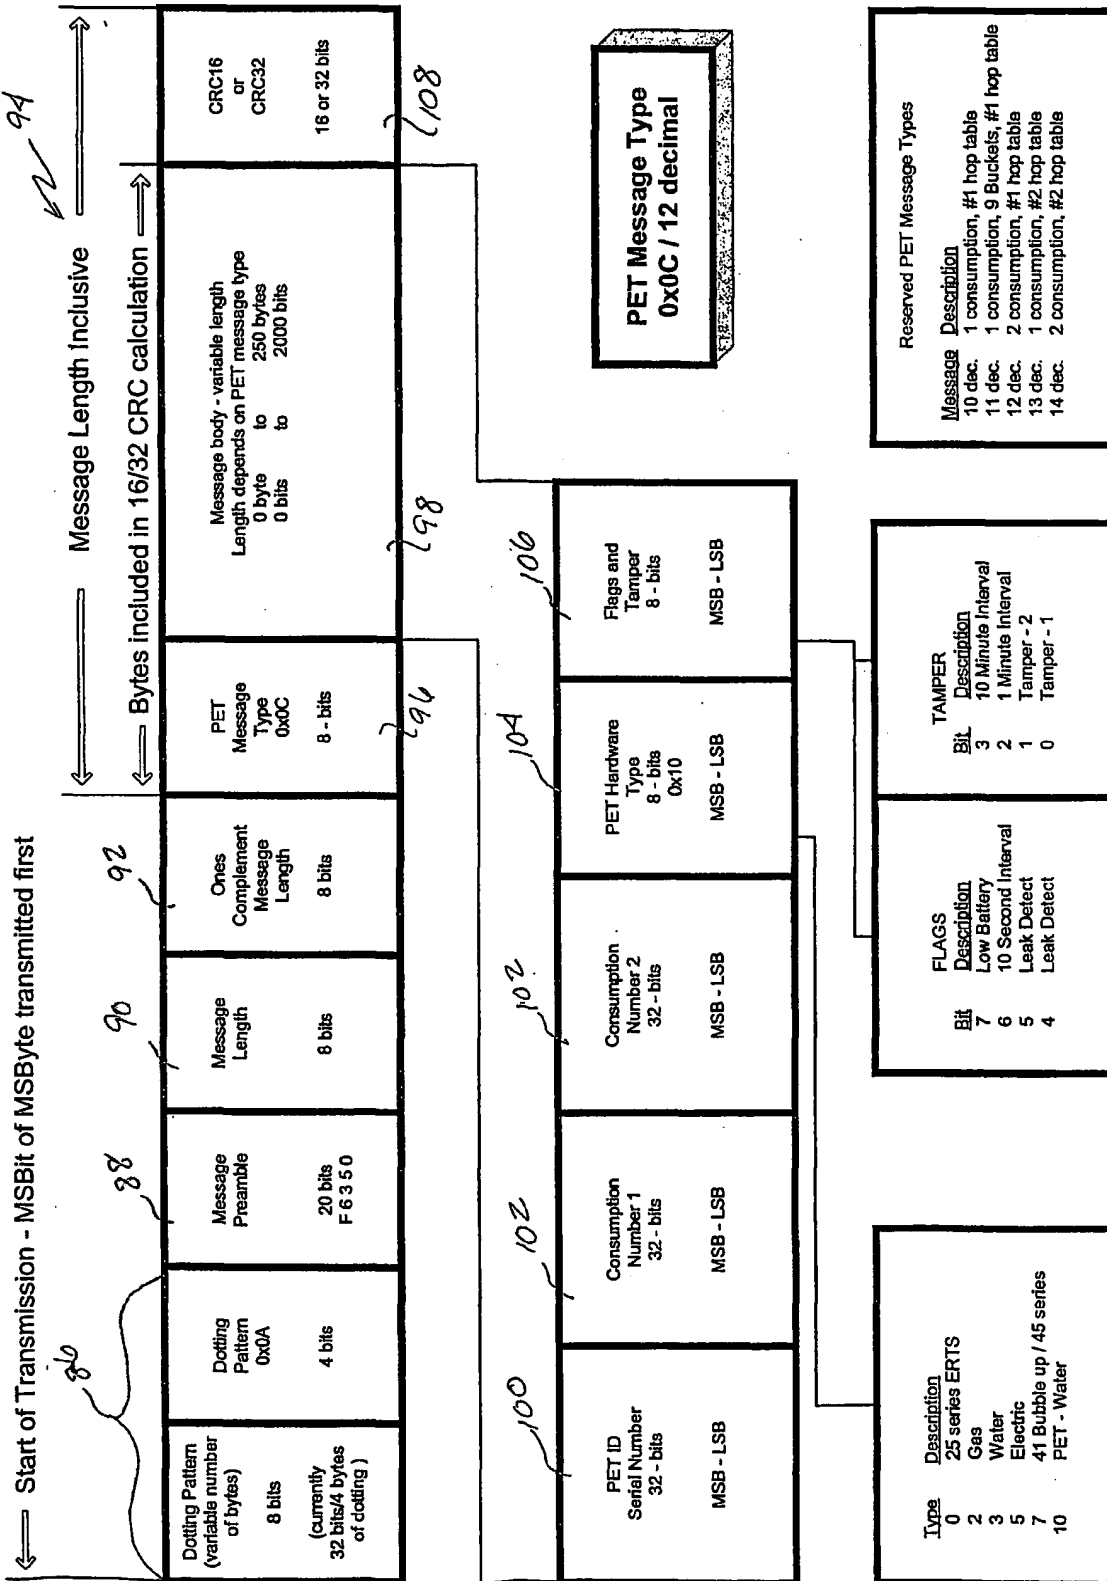 Start of Transmission - MSBit of MSByte transmitted first
Message Length Inclusive
94
Bytes included in 16/32 CRC calculation
86
88
90
92
Dotting Pattern
(variable number
of bytes)
8 bits
(currently
32 bits/4 bytes
of dotting )
Dotting
Pattern
0x0A
4 bits
Message
Preamble
20 bits
F 6 3 5 0
Message
Length
8 bits
Ones
Complement
Message
Length
8 bits
PET
Message
Type
0x0C
8 - bits
Message body - variable length
Length depends on PET message type
0 byte to 250 bytes
0 bits to 2000 bits
CRC16
or
CRC32
16 or 32 bits
96
98
108
100
102
102
104
106
PET ID
Serial Number
32 - bits
MSB - LSB
Consumption
Number 1
32 - bits
MSB - LSB
Consumption
Number 2
32 - bits
MSB - LSB
PET Hardware
Type
8 - bits
0x10
MSB - LSB
Flags and
Tamper
8 - bits
MSB - LSB
PET Message Type
0x0C / 12 decimal
Type Description
0 25 series ERTS
2 Gas
3 Water
5 Electric
7 41 Bubble up / 45 series
10 PET - Water
FLAGS
Bit Description
7 Low Battery
6 10 Second Interval
5 Leak Detect
4 Leak Detect
TAMPER
Bit Description
3 10 Minute Interval
2 1 Minute Interval
1 Tamper - 2
0 Tamper - 1
Reserved PET Message Types
Message Description
10 dec. 1 consumption, #1 hop table
11 dec. 1 consumption, 9 Buckets, #1 hop table
12 dec. 2 consumption, #1 hop table
13 dec. 1 consumption, #2 hop table
14 dec. 2 consumption, #2 hop table